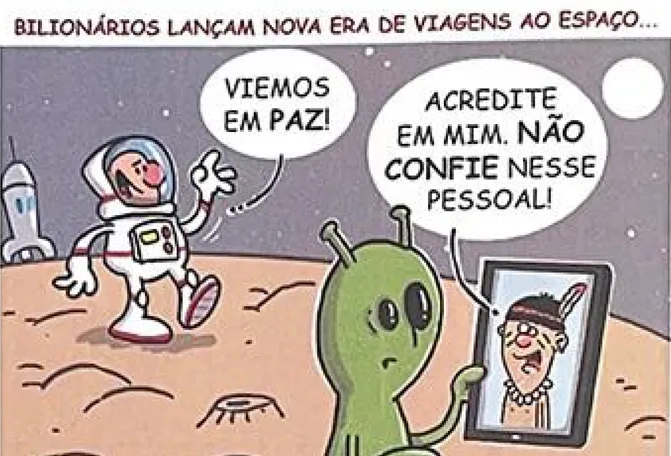 BILIONÁRIOS LANÇAM NOVA ERA DE VIAGENS AO ESPAÇO...
VIEMOS
EM PAZ!
ACREDITE
EM MIM. NÃO
CONFIE NESSE
PESSOAL!